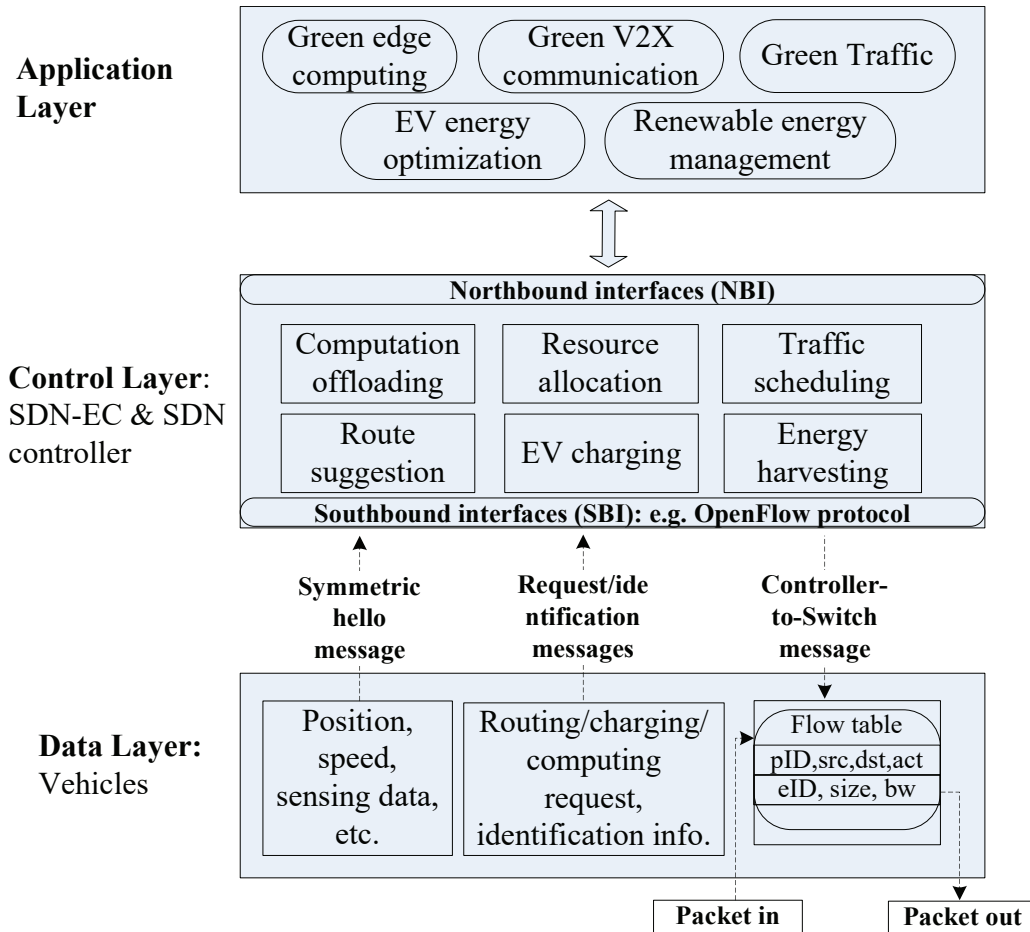 Application
Layer
Green edge
computing
Green V2X
communication
Green Traffic
EV energy
optimization
Renewable energy
management
Control Layer:
SDN-EC & SDN
controller
Northbound interfaces (NBI)
Computation
offloading
Resource
allocation
Traffic
scheduling
Route
suggestion
EV charging
Energy
harvesting
Southbound interfaces (SBI): e.g. OpenFlow protocol
Symmetric
hello
message
Request/ide
ntification
messages
Controller-
to-Switch
message
Data Layer:
Vehicles
Position,
speed,
sensing data,
etc.
Routing/charging/
computing
request,
identification info.
Flow table
pID,src,dst,act
eID, size, bw
Packet in
Packet out